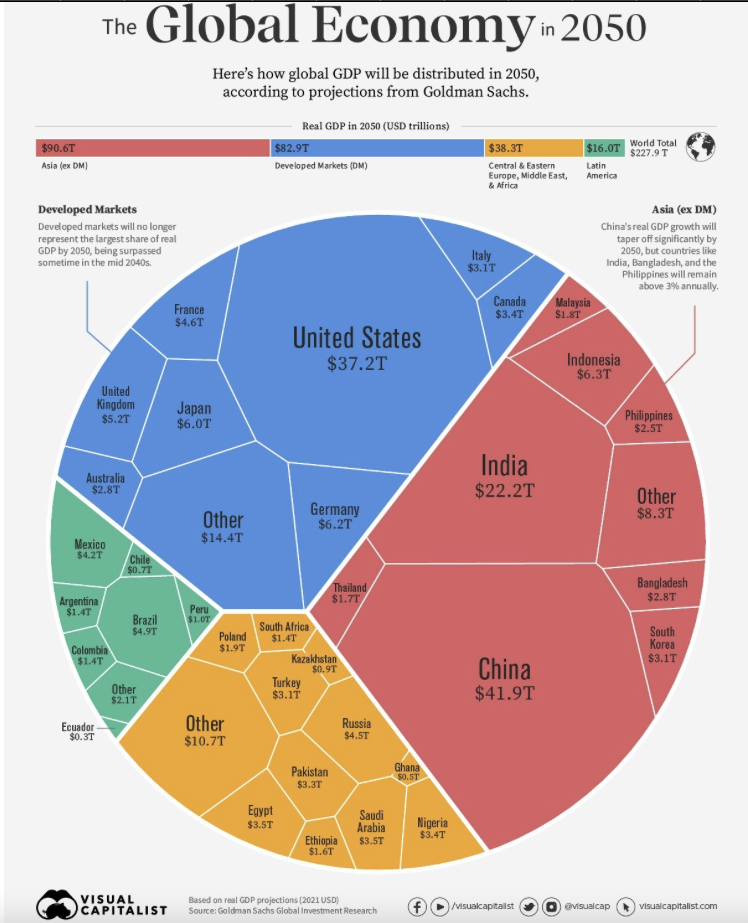 The Global Economy in 2050
Here's how global GDP will be distributed in 2050,
according to projections from Goldman Sachs.
Real GDP in 2050 (USD trillions)
$90.6T
$82.9T
$38.3T
$16.0T
World Total
$227.9 T
Asia (ex DM)
Developed Markets (DM)
Central & Eastern
Europe, Middle East,
& Africa
Latin
America
Developed Markets
Developed markets will no longer
represent the largest share of real
GDP by 2050, being surpassed
sometime in the mid 2040s.
Asia (ex DM)
China's real GDP growth will
taper off significantly by
2050, but countries like
India, Bangladesh, and the
Philippines will remain
above 3% annually.
Italy
$3.1T
Canada
$3.4T
France
$4.6T
United States
$37.2T
United
Kingdom
$5.2T
Japan
$6.0T
Australia
$2.8T
Other
$14.4T
Germany
$6.2T
Malaysia
$1.8T
Indonesia
$6.3T
Philippines
$2.5T
India
$22.2T
Other
$8.3T
Bangladesh
$2.8T
South
Korea
$3.1T
Thailand
$1.7T
China
$41.9T
Mexico
$4.2T
Chile
$0.7T
Argentina
$1.4T
Brazil
$4.9T
Peru
$1.0T
Colombia
$1.4T
Other
$2.1T
Ecuador
$0.3T
Poland
$1.9T
South Africa
$1.4T
Kazakhstan
$0.9T
Turkey
$3.1T
Other
$10.7T
Russia
$4.5T
Pakistan
$3.3T
Ghana
$0.5T
Egypt
$3.5T
Ethiopia
$1.6T
Saudi
Arabia
$3.5T
Nigeria
$3.4T
VISUAL
CAPITALIST
Based on real GDP projections (2021 USD)
Source: Goldman Sachs Global Investment Research
/visualcapitalist
@visualcap
visualcapitalist.com